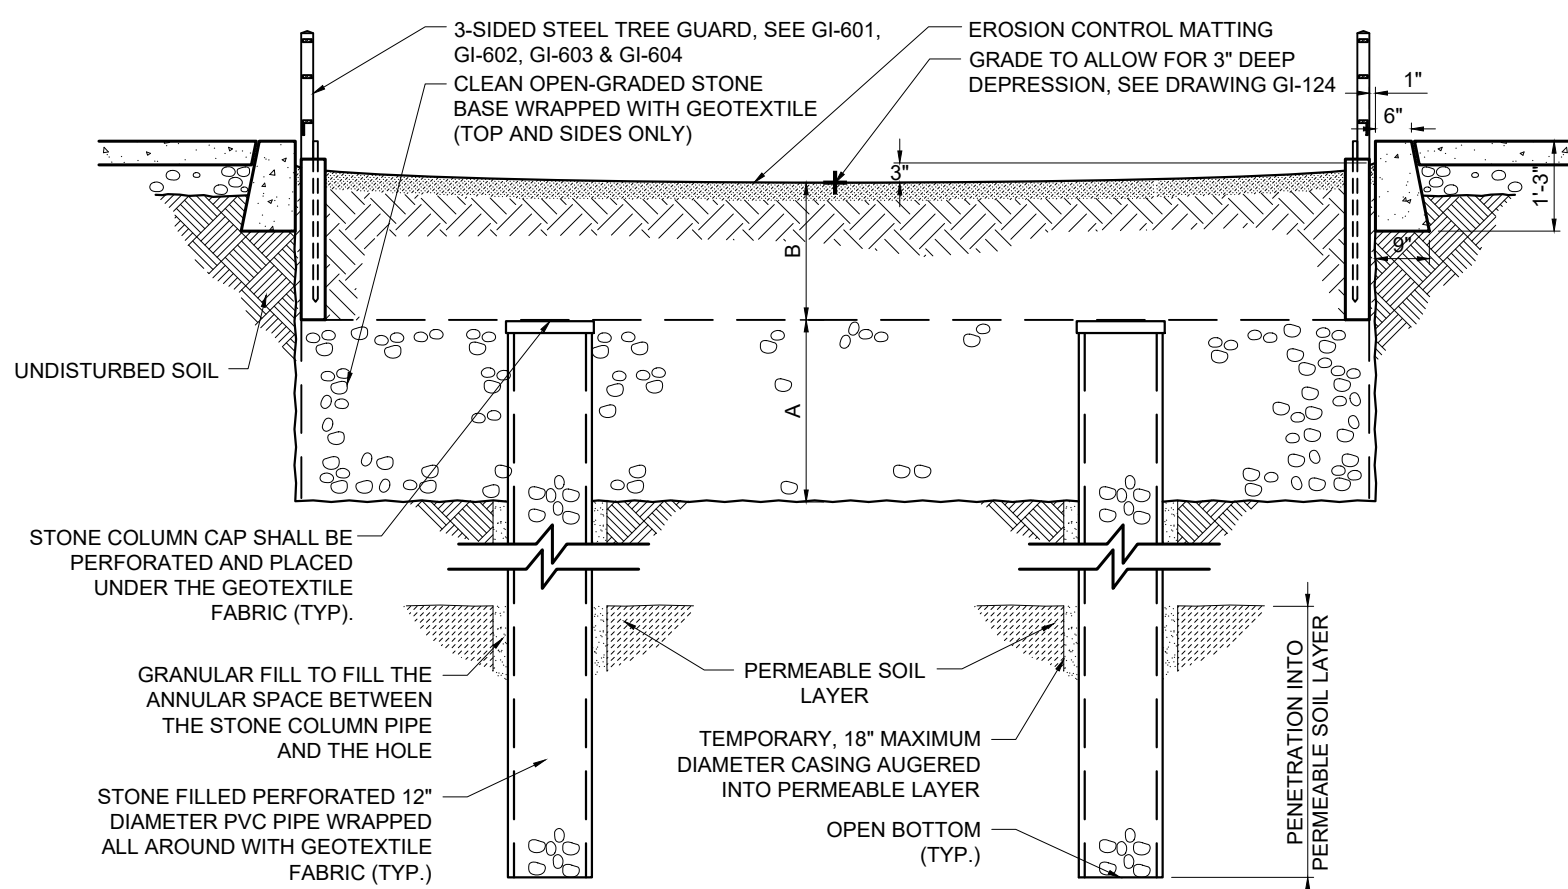 3-SIDED STEEL TREE GUARD, SEE GI-601,
GI-602, GI-603 & GI-604
CLEAN OPEN-GRADED STONE
BASE WRAPPED WITH GEOTEXTILE
(TOP AND SIDES ONLY)
EROSION CONTROL MATTING
GRADE TO ALLOW FOR 3" DEEP
DEPRESSION, SEE DRAWING GI-124
1"
6"
3"
1'-3"
9"
B
A
UNDISTURBED SOIL
STONE COLUMN CAP SHALL BE
PERFORATED AND PLACED
UNDER THE GEOTEXTILE
FABRIC (TYP).
GRANULAR FILL TO FILL THE
ANNULAR SPACE BETWEEN
THE STONE COLUMN PIPE
AND THE HOLE
STONE FILLED PERFORATED 12"
DIAMETER PVC PIPE WRAPPED
ALL AROUND WITH GEOTEXTILE
FABRIC (TYP.)
PERMEABLE SOIL
LAYER
TEMPORARY, 18" MAXIMUM
DIAMETER CASING AUGERED
INTO PERMEABLE LAYER
OPEN BOTTOM
(TYP.)
PENETRATION INTO
PERMEABLE SOIL LAYER